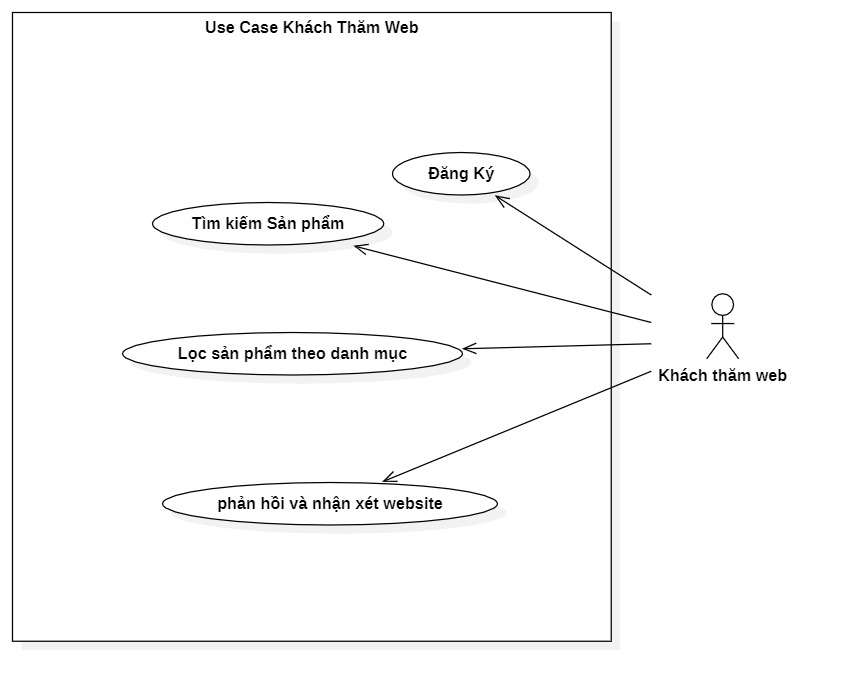 Use Case Khách Thăm Web
Đăng Ký
Tìm kiếm Sản phẩm
Lọc sản phẩm theo danh mục
Khách thăm web
phản hồi và nhận xét website